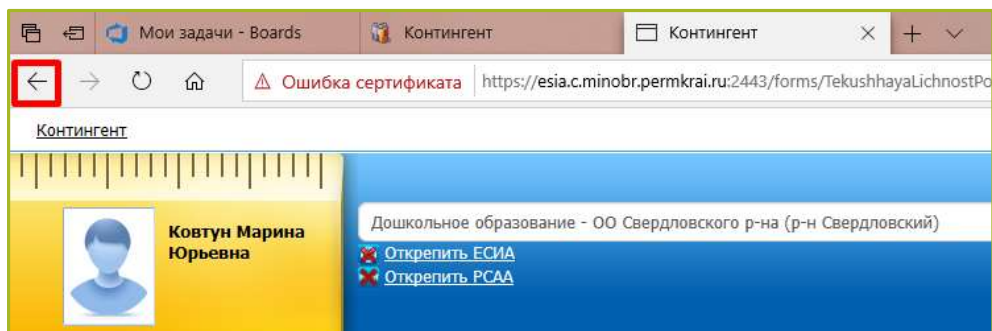 Мои задачи - Boards
Контингент
Контингент
Ошибка сертификата
https://esia.c.minobr.permkrai.ru:2443/forms/TekushhayaLichnostPo
Контингент
Ковтун Марина
Юрьевна
Дошкольное образование - ОО Свердловского р-на (р-н Свердловский)
Открепить ЕСИА
Открепить РСАА